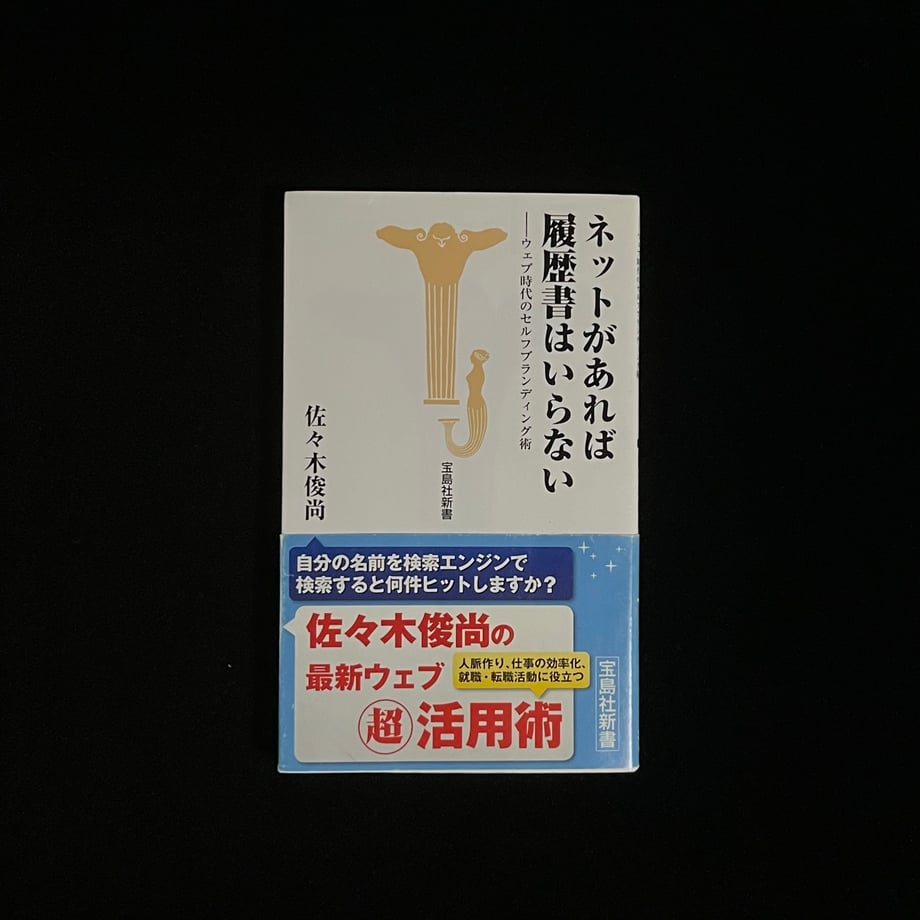 ネットがあれば
履歴書はいらない
――ウェブ時代のセルフブランディング術
佐々木俊尚
宝島社新書
自分の名前を検索エンジンで
検索すると何件ヒットしますか?
佐々木俊尚の
最新ウェブ
人脈作り、仕事の効率化、
就職・転職活動に役立つ
超活用術
宝島社新書